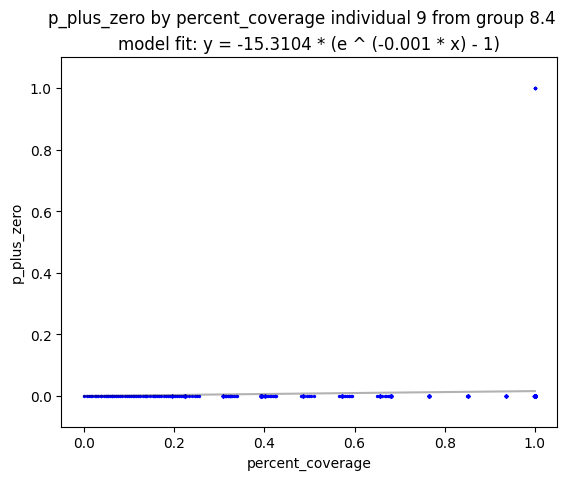 p_plus_zero by percent_coverage individual 9 from group 8.4
model fit: y = -15.3104 * (e ^ (-0.001 * x) - 1)
1.0
0.8
0.6
0.4
0.2
0.0
p_plus_zero
0.0 0.2 0.4 0.6 0.8 1.0
percent_coverage